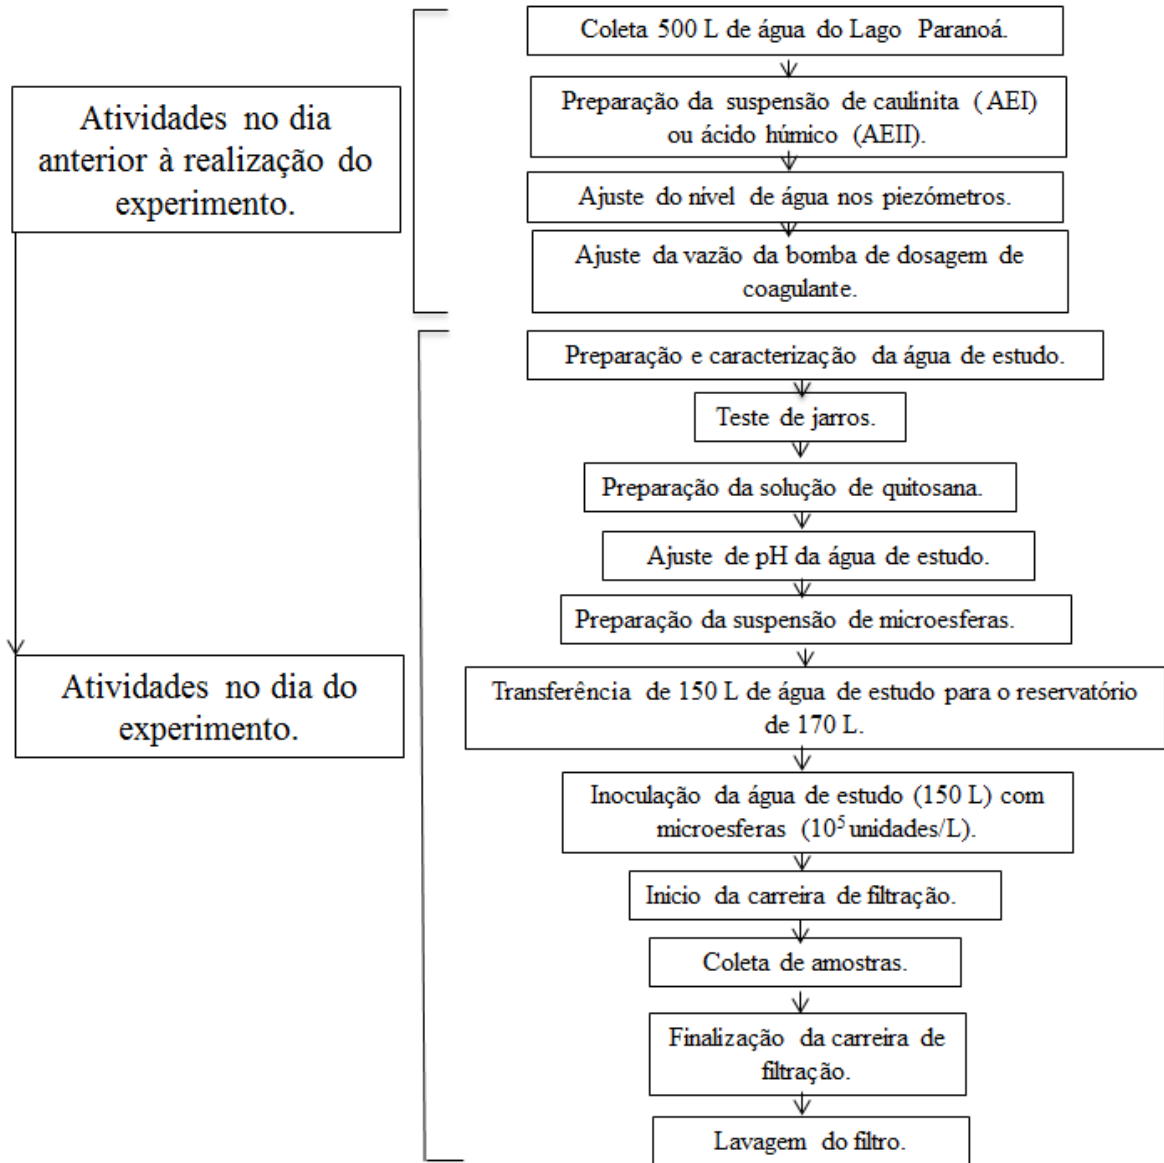 Coleta 500 L de água do Lago Paranoá.
Atividades no dia
anterior à realização do
experimento.
Preparação da suspensão de caulinita ( AEI)
ou ácido húmico (AEII).
Ajuste do nível de água nos piezómetros.
Ajuste da vazão da bomba de dosagem de
coagulante.
Preparação e caracterização da água de estudo.
Teste de jarros.
Preparação da solução de quitosana.
Ajuste de pH da água de estudo.
Preparação da suspensão de microesferas.
Atividades no dia do
experimento.
Transferência de 150 L de água de estudo para o reservatório
de 170 L.
Inoculação da água de estudo (150 L) com
microesferas (10⁵ unidades/L).
Inicio da carreira de filtração.
Coleta de amostras.
Finalização da carreira de
filtração.
Lavagem do filtro.